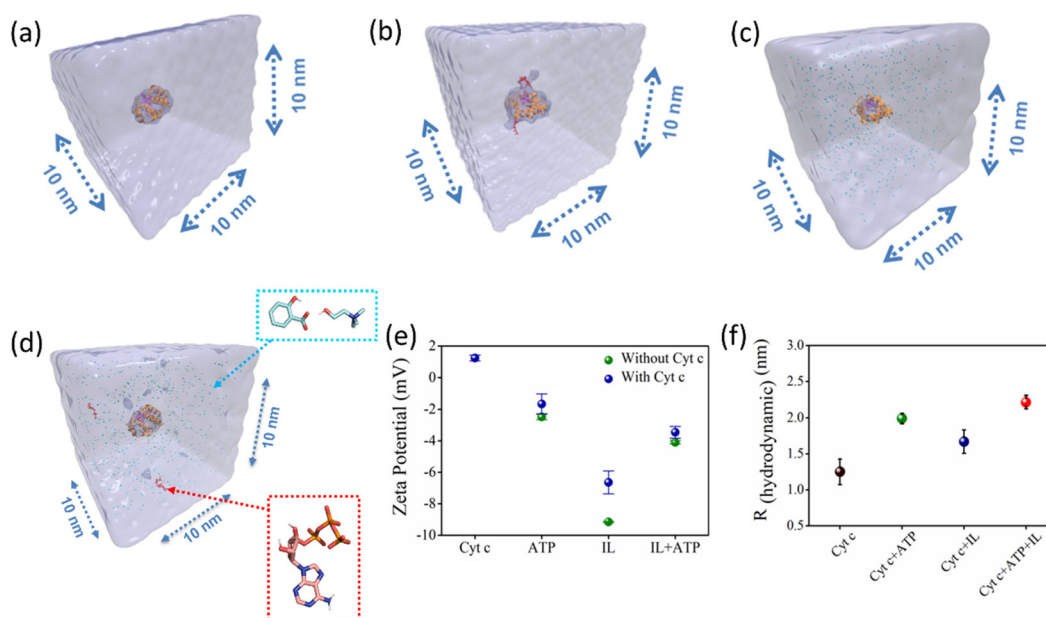 (a)
10 nm
10 nm
10 nm
(b)
10 nm
10 nm
10 nm
(c)
10 nm
10 nm
10 nm
(d)
10 nm
10 nm
10 nm
(e)
Zeta Potential (mV)
2
0
-2
-4
-6
-8
-10
Without Cyt c
With Cyt c
Cyt c
ATP
IL
IL+ATP
(f)
R (hydrodynamic) (nm)
3.0
2.5
2.0
1.5
1.0
0.5
Cyt c
Cyt c+ATP
Cyt c+IL
Cyt c+ATP+IL